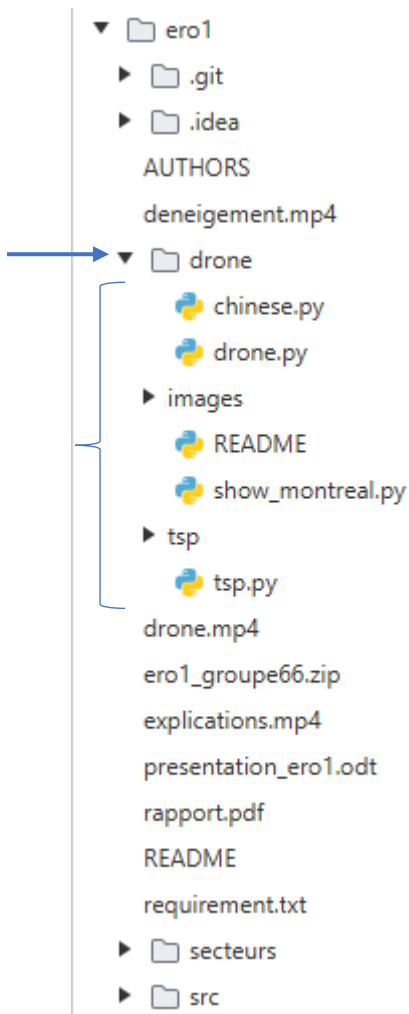 ero1
.git
.idea
AUTHORS
deneigement.mp4
drone
chinese.py
drone.py
images
README
show_montreal.py
tsp
tsp.py
drone.mp4
ero1_groupe66.zip
explications.mp4
presentation_ero1.odt
rapport.pdf
README
requirement.txt
secteurs
src